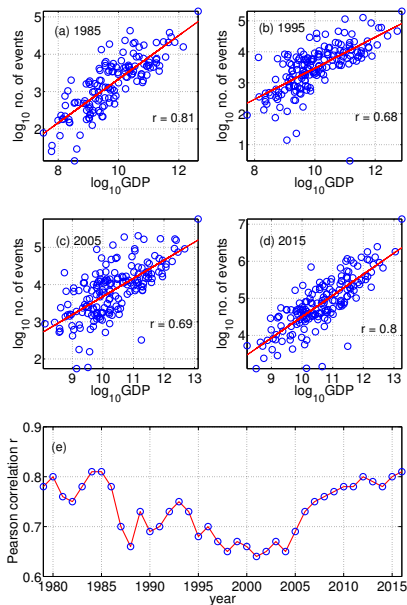 (a) 1985
log10 no. of events
5
4
3
2
r = 0.81
8
10
12
log10GDP
(b) 1995
log10 no. of events
5
4
3
2
1
r = 0.68
8
10
12
log10GDP
(c) 2005
log10 no. of events
5
4
3
2
r = 0.69
9
10
11
12
13
log10GDP
(d) 2015
log10 no. of events
7
6
5
4
r = 0.8
9
10
11
12
13
log10GDP
(e)
Pearson correlation r
0.9
0.8
0.7
0.6
1980
1985
1990
1995
2000
2005
2010
2015
year